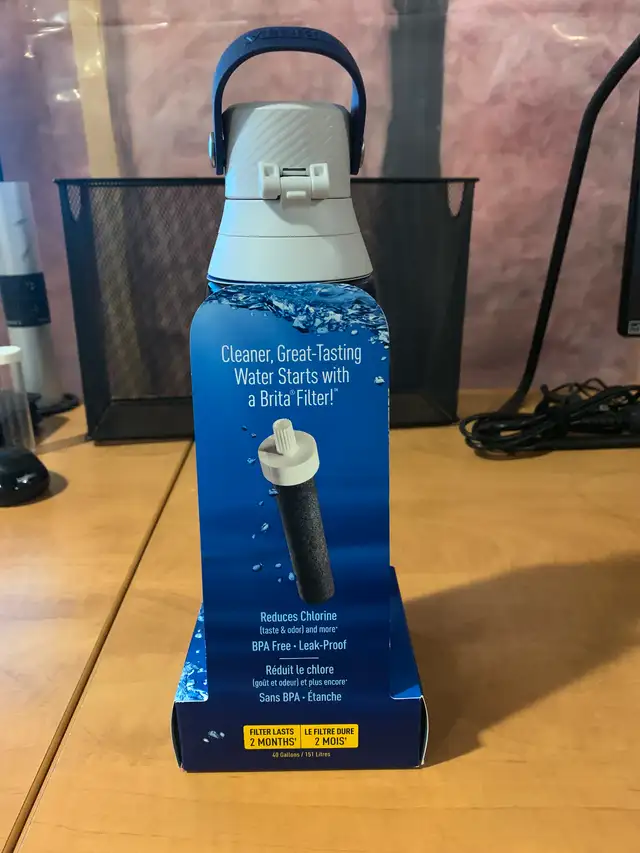 Cleaner, Great-Tasting
Water Starts with
a Brita® Filter!™
Reduces Chlorine
(taste & odor) and more⁺
BPA Free • Leak-Proof
Réduit le chlore
(goût et odeur) et plus encore⁺
Sans BPA • Étanche
FILTER LASTS
2 MONTHS†
LE FILTRE DURE
2 MOIS†
40 Gallons / 151 Litres